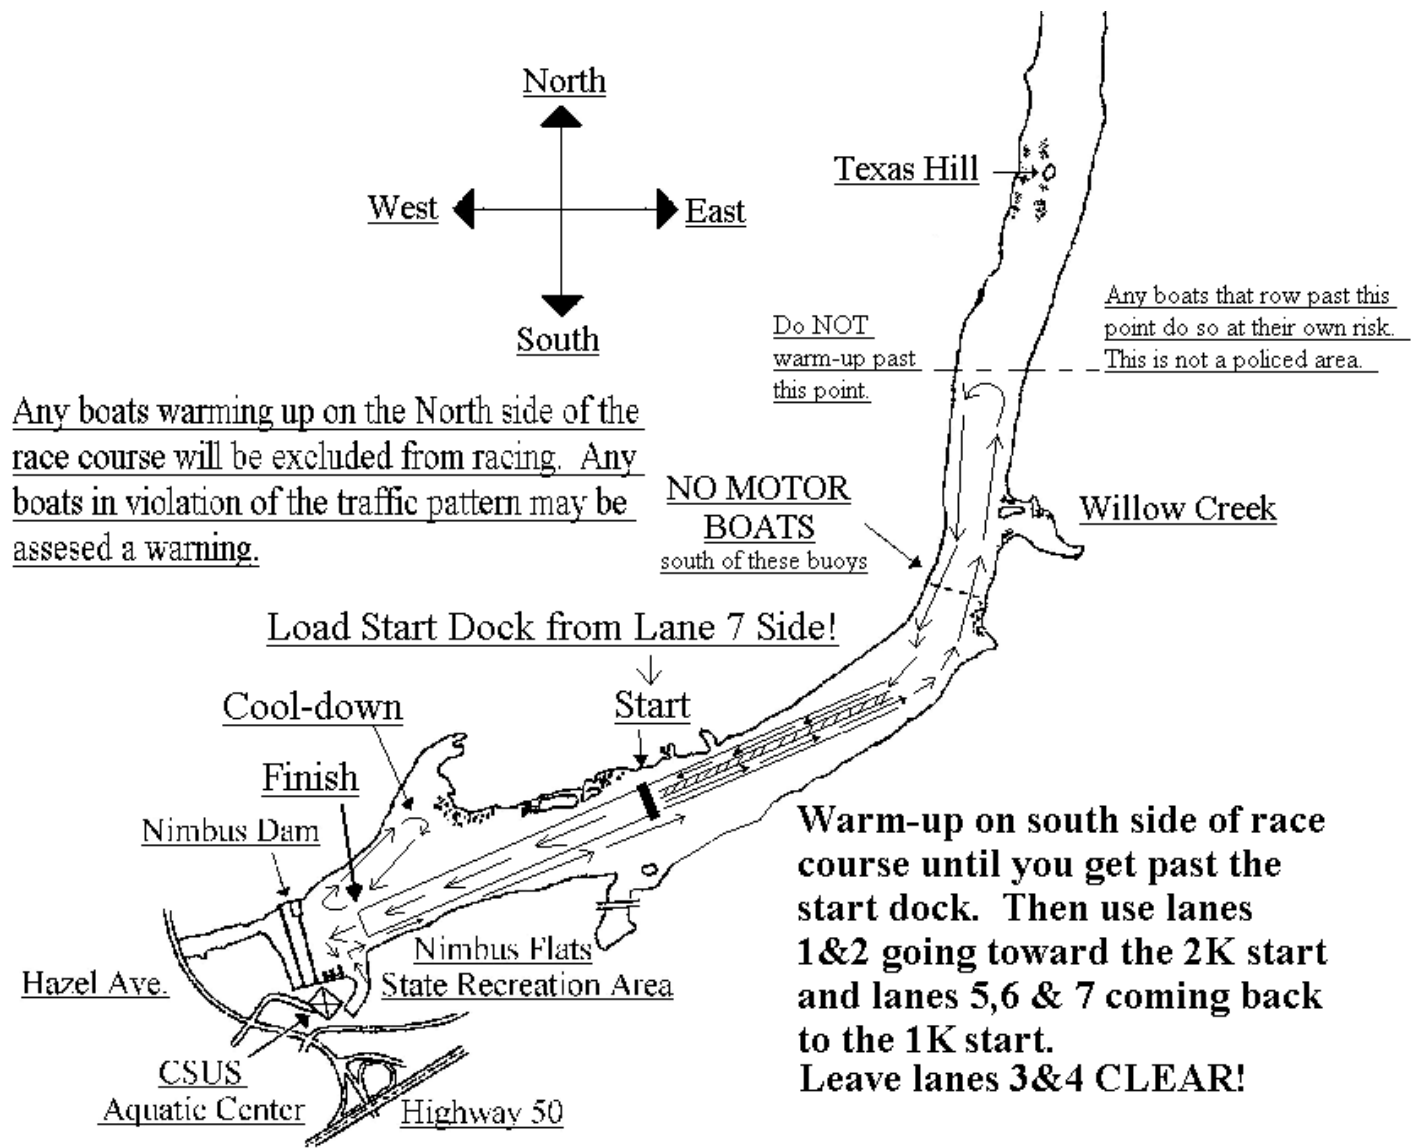 North
West
East
South
Texas Hill
Do NOT
warm-up past
this point.
Any boats that row past this
point do so at their own risk.
This is not a policed area.
Any boats warming up on the North side of the
race course will be excluded from racing. Any
boats in violation of the traffic pattern may be
assesed a warning.
NO MOTOR
BOATS
south of these buoys
Willow Creek
Load Start Dock from Lane 7 Side!
Start
Cool-down
Finish
Nimbus Dam
Nimbus Flats
State Recreation Area
Hazel Ave.
CSUS
Aquatic Center
Highway 50
Warm-up on south side of race
course until you get past the
start dock. Then use lanes
1&2 going toward the 2K start
and lanes 5,6 & 7 coming back
to the 1K start.
Leave lanes 3&4 CLEAR!